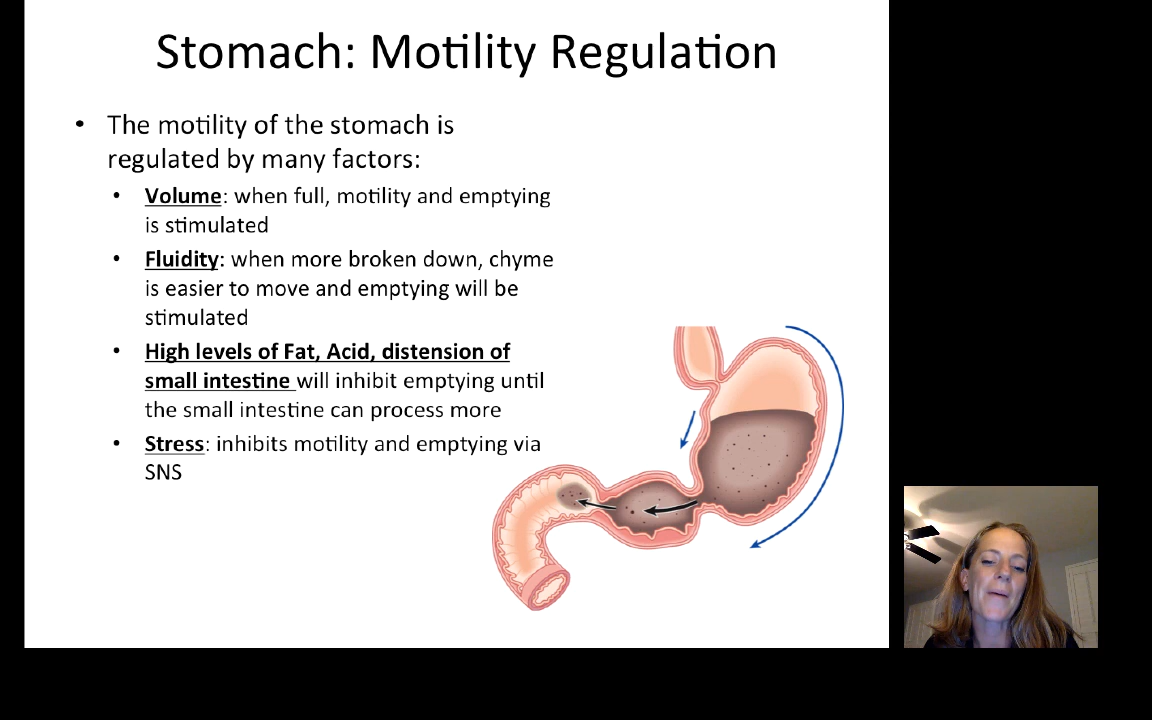 Stomach: Motility Regulation
• The motility of the stomach is
regulated by many factors:
• Volume: when full, motility and emptying
is stimulated
• Fluidity: when more broken down, chyme
is easier to move and emptying will be
stimulated
• High levels of Fat, Acid, distension of
small intestine will inhibit emptying until
the small intestine can process more
• Stress: inhibits motility and emptying via
SNS